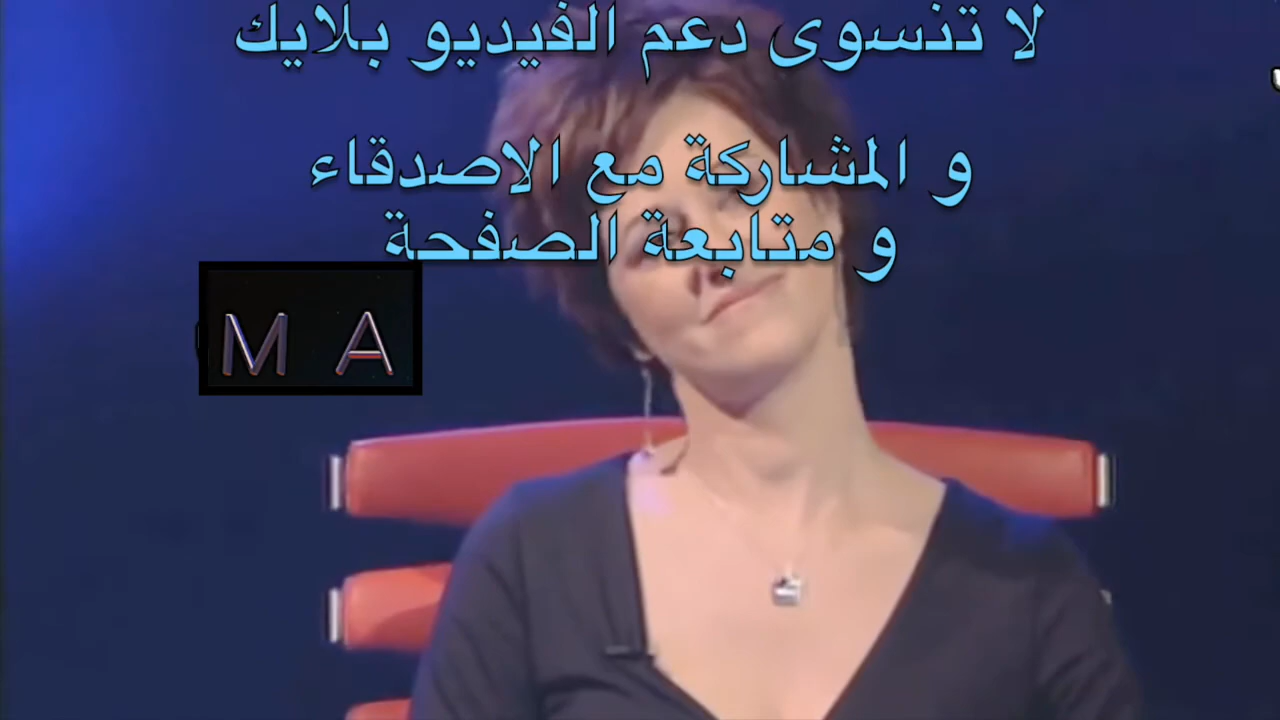 لا تنسوى دعم الفيديو بلايك
و المشاركة مع الاصدقاء
و متابعة الصفحة
M A